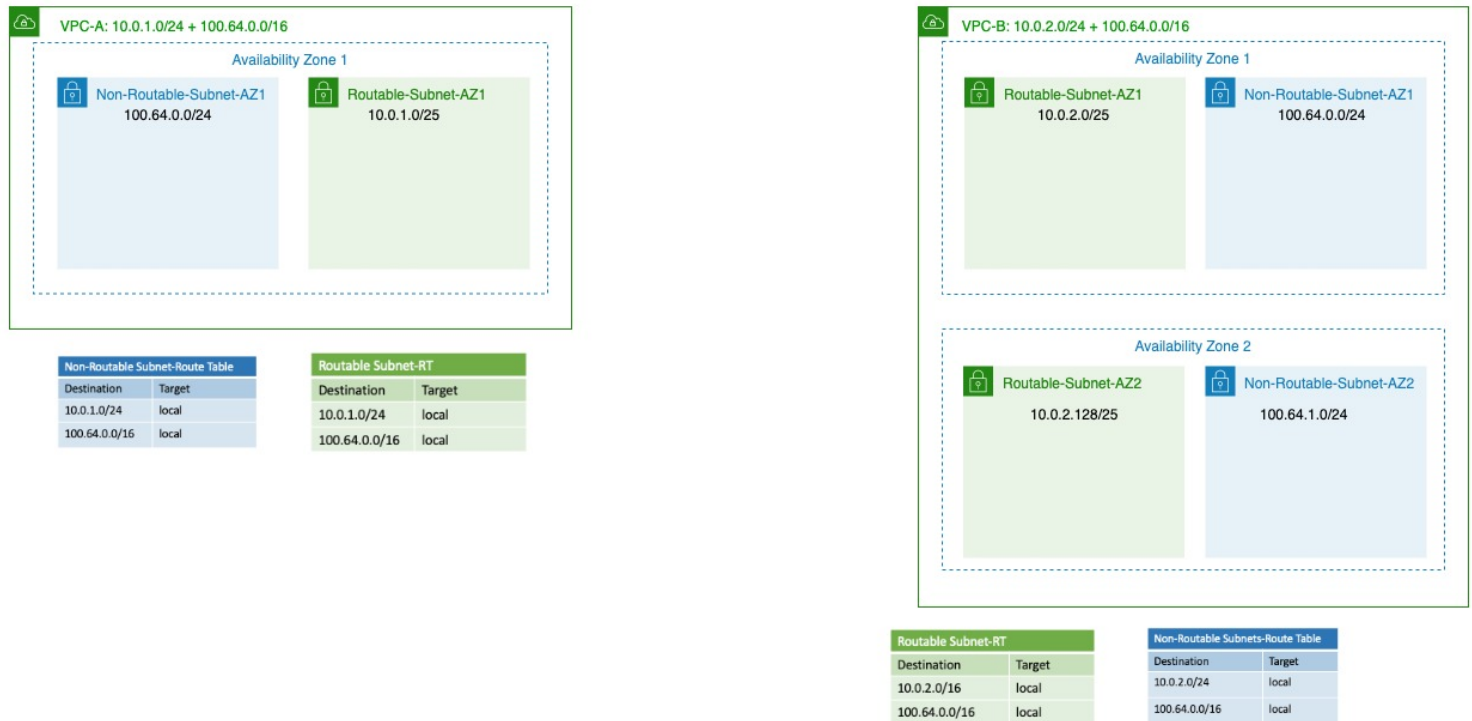 VPC-A: 10.0.1.0/24 + 100.64.0.0/16
Availability Zone 1
Non-Routable-Subnet-AZ1
100.64.0.0/24
Routable-Subnet-AZ1
10.0.1.0/25
Non-Routable Subnet-Route Table
Destination Target
10.0.1.0/24 local
100.64.0.0/16 local
Routable Subnet-RT
Destination Target
10.0.1.0/24 local
100.64.0.0/16 local
VPC-B: 10.0.2.0/24 + 100.64.0.0/16
Availability Zone 1
Routable-Subnet-AZ1
10.0.2.0/25
Non-Routable-Subnet-AZ1
100.64.0.0/24
Availability Zone 2
Routable-Subnet-AZ2
10.0.2.128/25
Non-Routable-Subnet-AZ2
100.64.1.0/24
Routable Subnet-RT
Destination Target
10.0.2.0/16 local
100.64.0.0/16 local
Non-Routable Subnets-Route Table
Destination Target
10.0.2.0/24 local
100.64.0.0/16 local